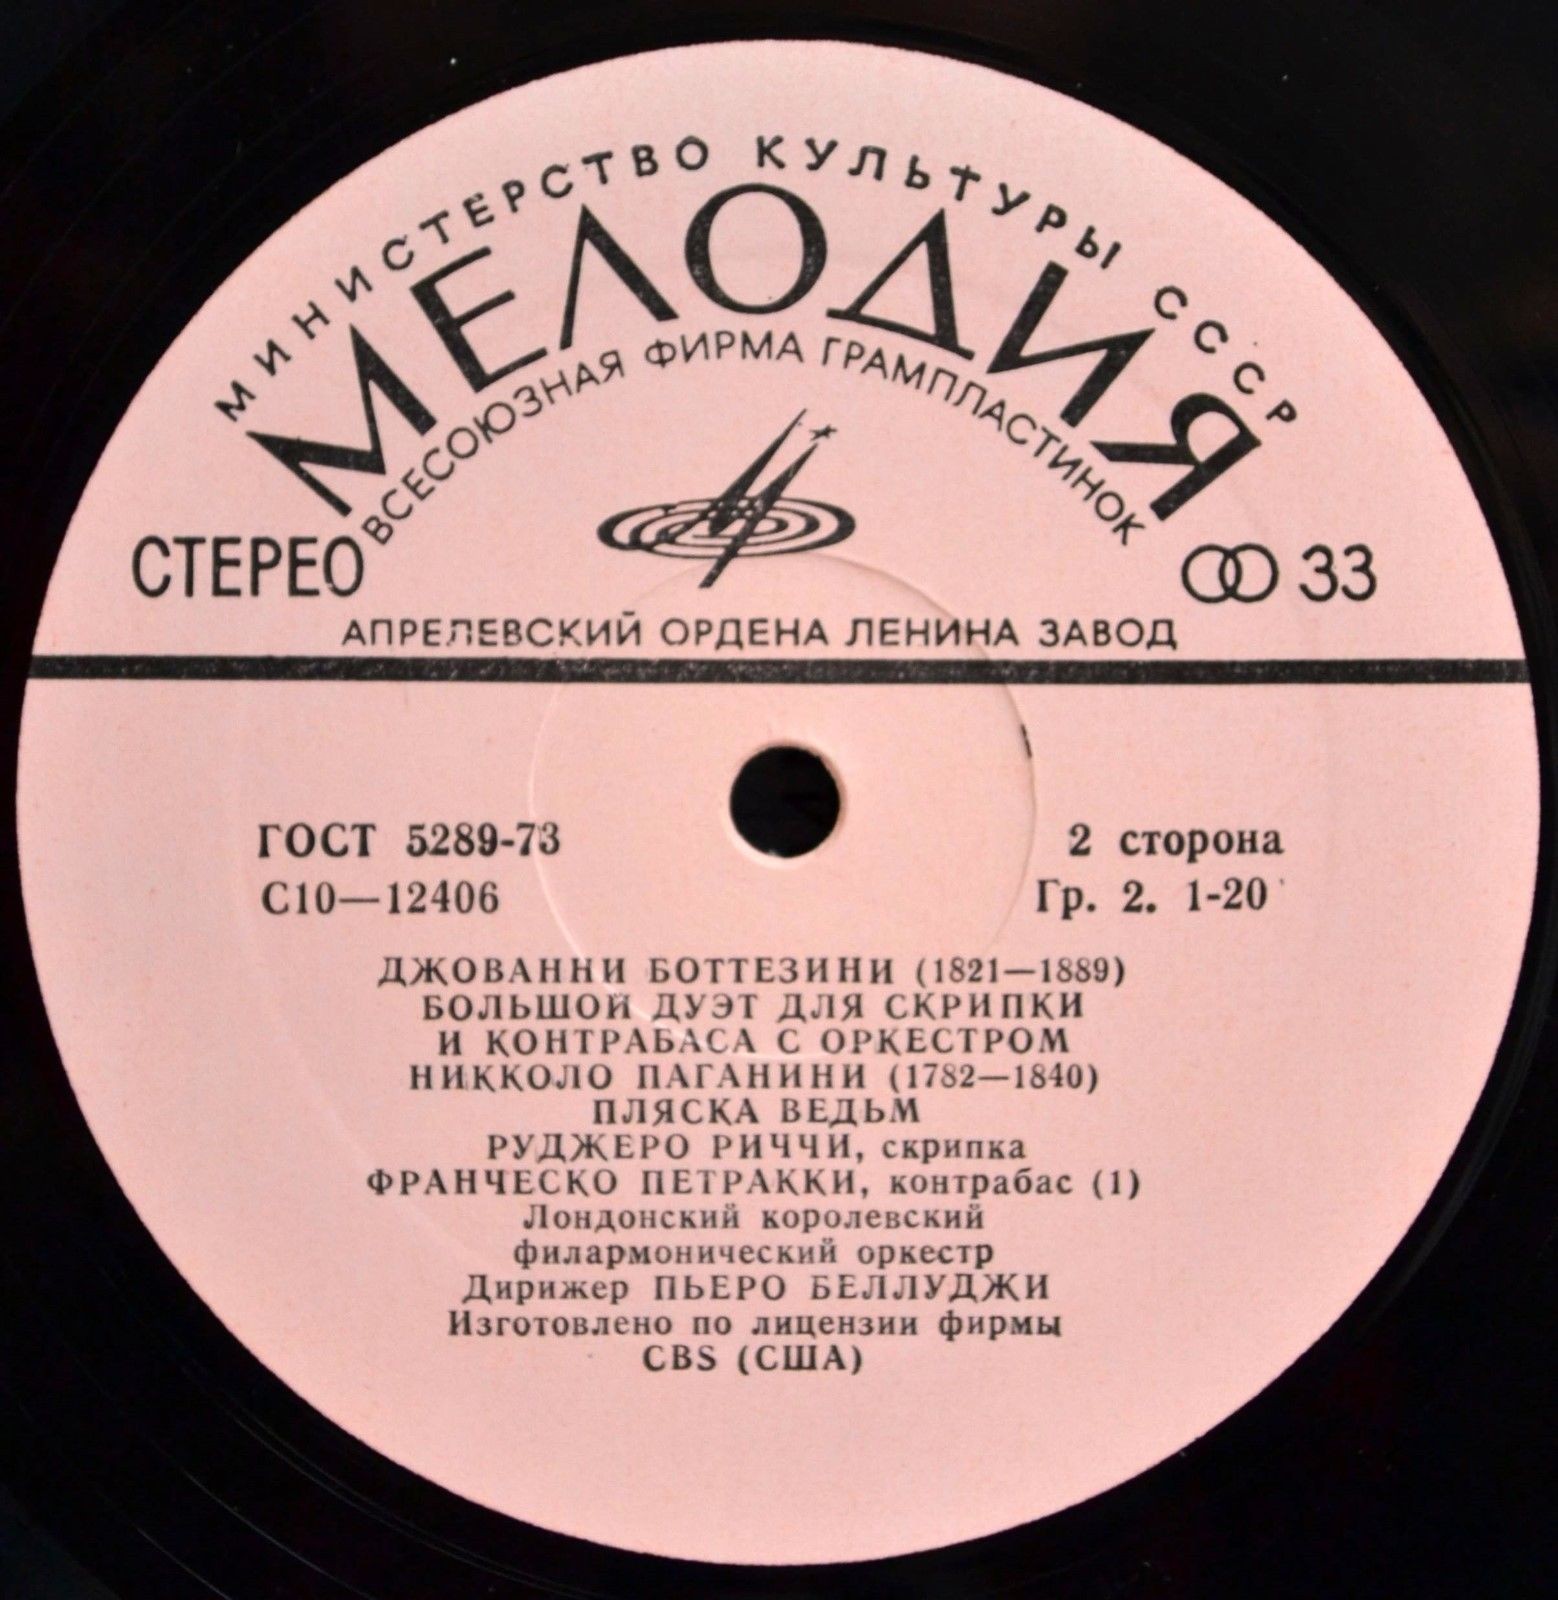 МИНИСТЕРСТВО КУЛЬТУРЫ СССР
МЕЛОДИЯ
ВСЕСОЮЗНАЯ ФИРМА ГРАМПЛАСТИНОК
СТЕРЕО
33
АПРЕЛЕВСКИЙ ОРДЕНА ЛЕНИНА ЗАВОД
ГОСТ 5289-73
2 сторона
С10—12406
Гр. 2. 1-20
ДЖОВАННИ БОТТЕЗИНИ (1821—1889)
БОЛЬШОЙ ДУЭТ ДЛЯ СКРИПКИ
И КОНТРАБАСА С ОРКЕСТРОМ
НИККОЛО ПАГАНИНИ (1782—1840)
ПЛЯСКА ВЕДЬМ
РУДЖЕРО РИЧЧИ, скрипка
ФРАНЧЕСКО ПЕТРАККИ, контрабас (1)
Лондонский королевский
филармонический оркестр
Дирижер ПЬЕРО БЕЛЛУДЖИ
Изготовлено по лицензии фирмы
CBS (США)